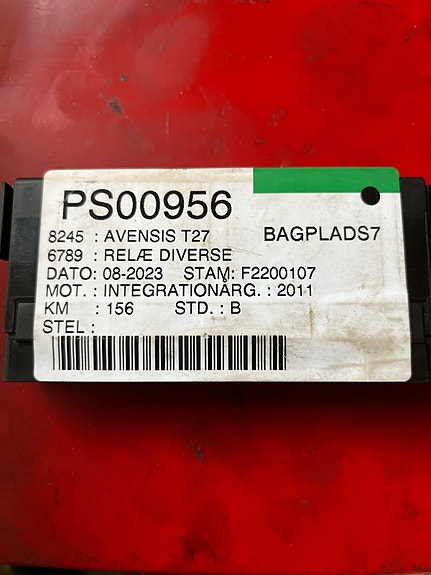 PS00956
8245 : AVENSIS T27 BAGPLADS7
6789 : RELÆ DIVERSE
DATO: 08-2023 STAM: F2200107
MOT. : INTEGRATIONÅRG. : 2011
KM : 156 STD. : B
STEL :